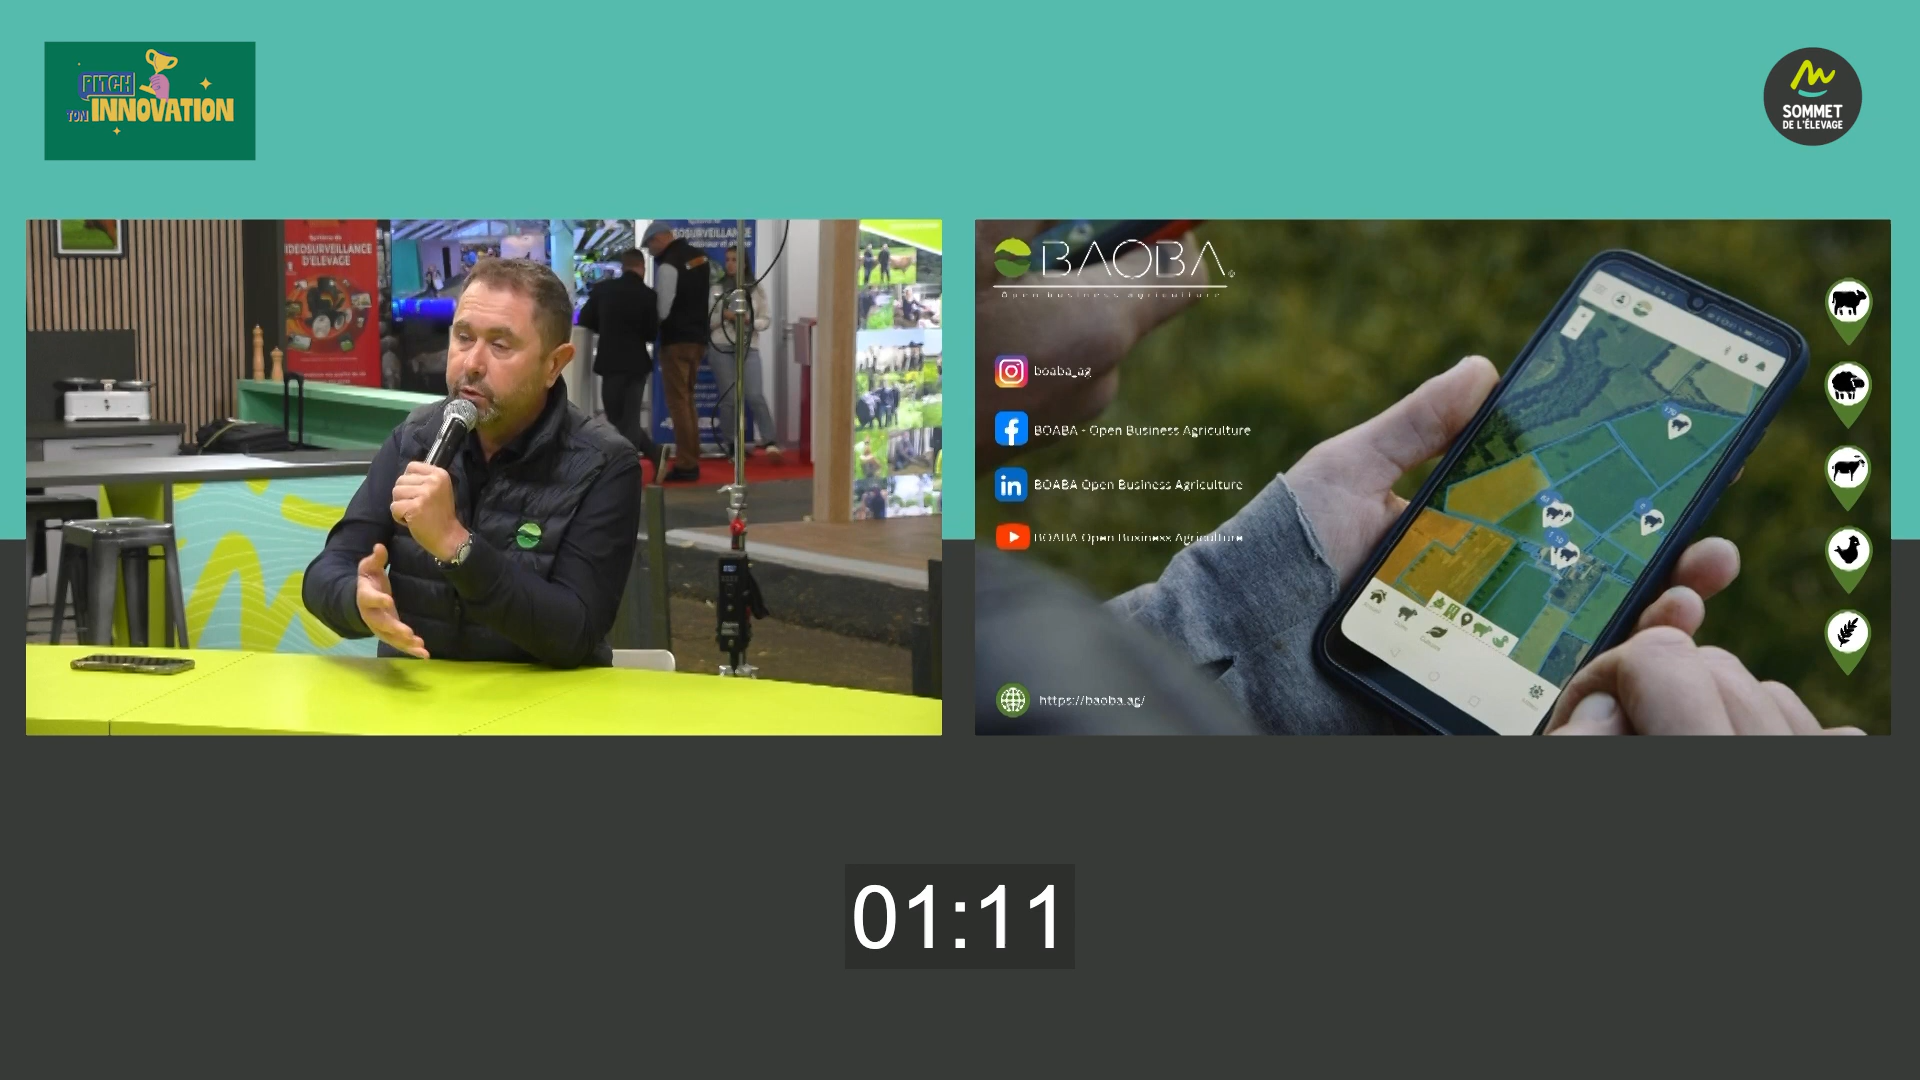 PITCH
TON INNOVATION
SOMMET
DE L'ÉLEVAGE
VIDÉOSURVEILLANCE
D'ÉLEVAGE
BAOBA
Open business agriculture
boaba_ag
BOABA - Open Business Agriculture
BOABA Open Business Agriculture
BOABA Open Business Agriculture
https://baoba.ag/
01:11